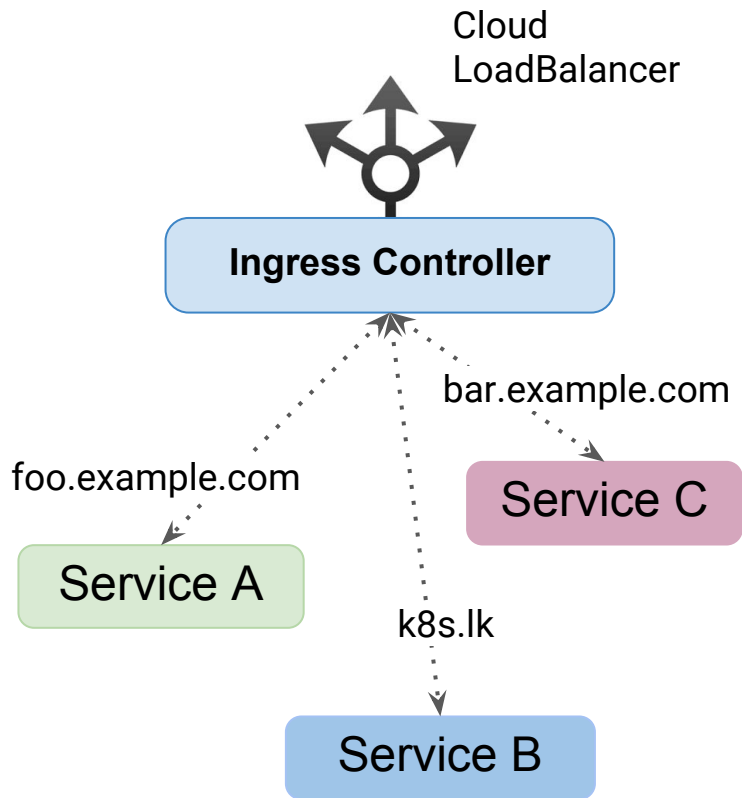 Cloud
LoadBalancer
Ingress Controller
bar.example.com
foo.example.com
Service C
Service A
k8s.lk
Service B